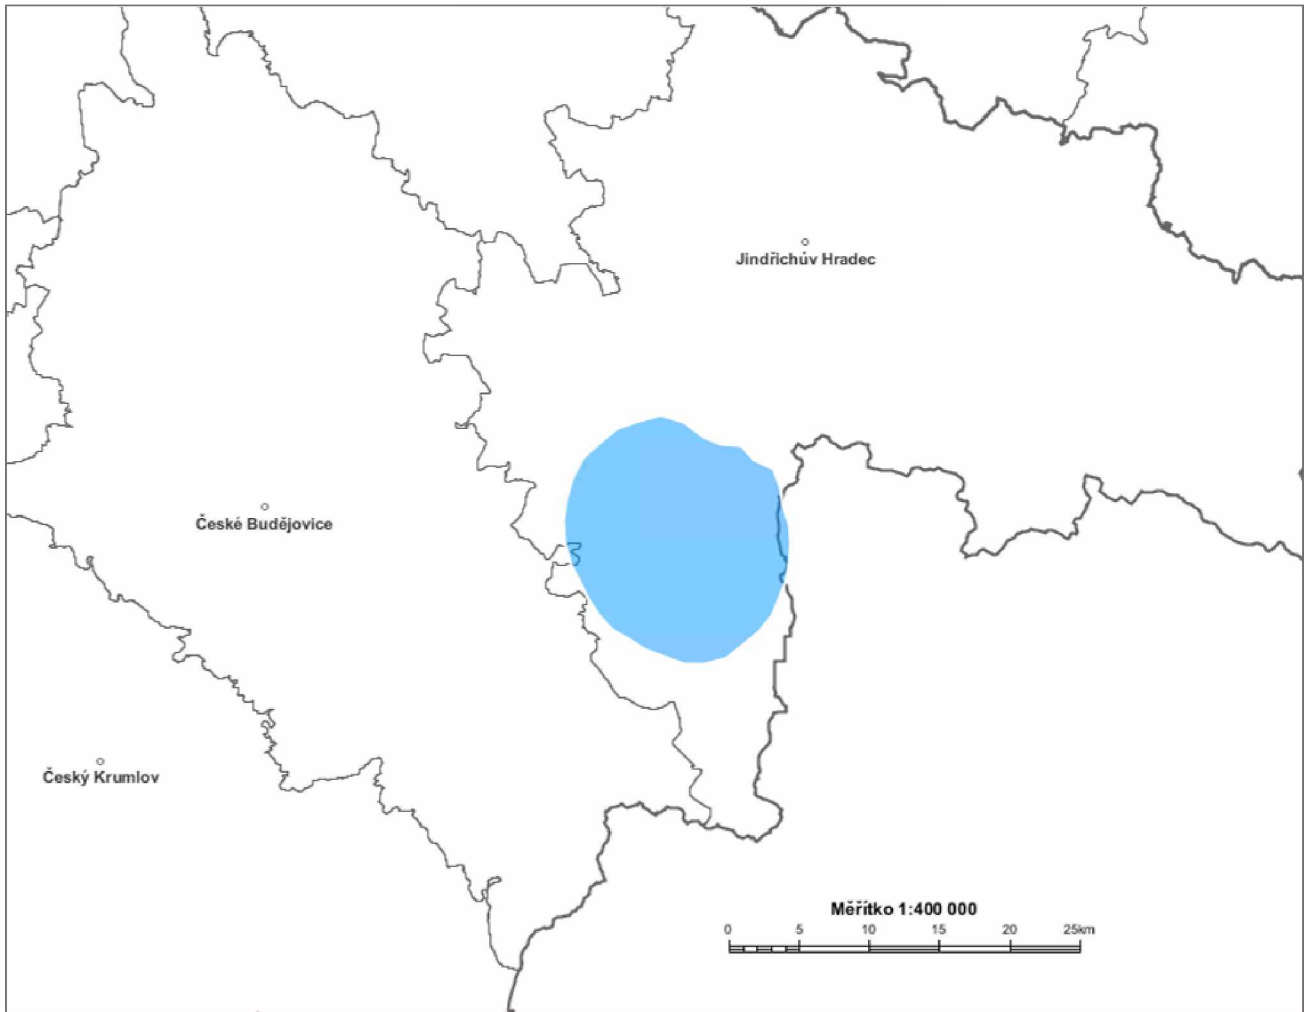 Jindřichův Hradec
České Budějovice
Český Krumlov
Měřítko 1:400 000
0 5 10 15 20 25km